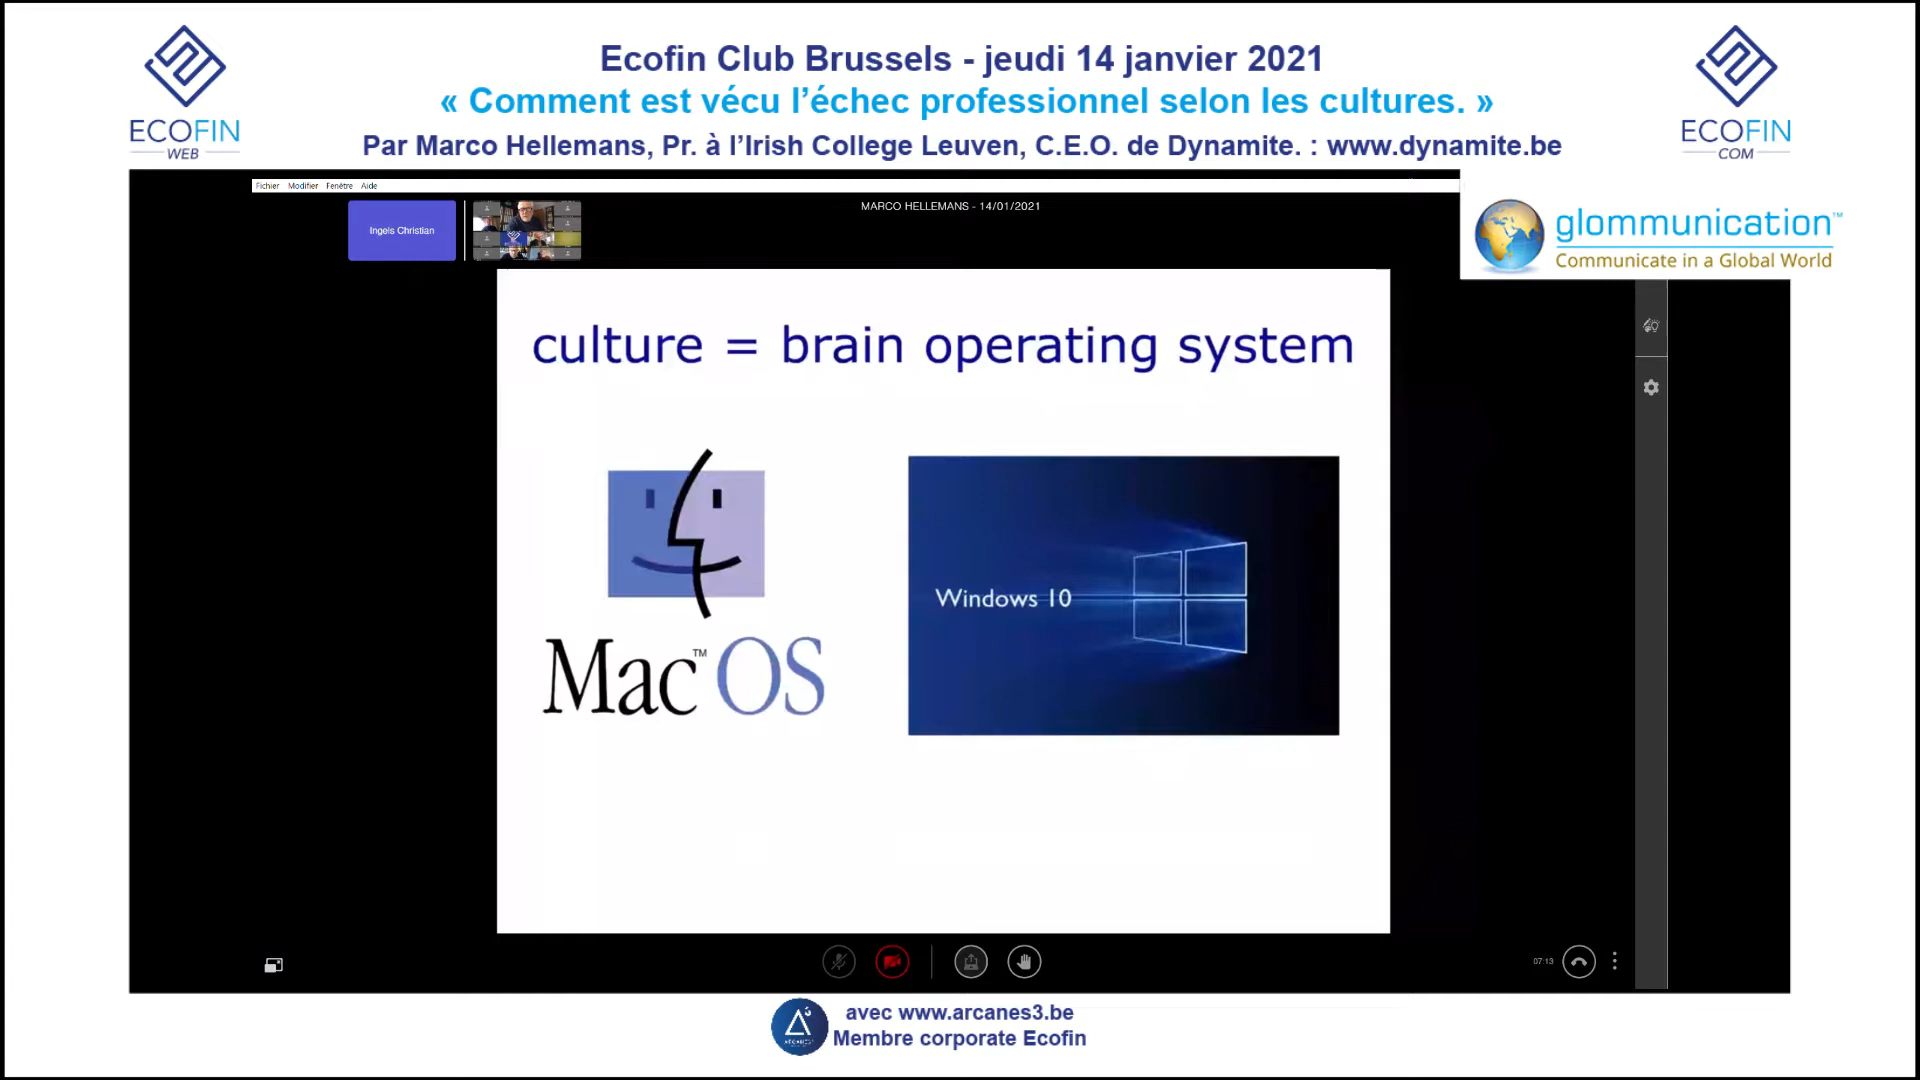 Ecofin Club Brussels - jeudi 14 janvier 2021
« Comment est vécu l’échec professionnel selon les cultures. »
Par Marco Hellemans, Pr. à l’Irish College Leuven, C.E.O. de Dynamite. : www.dynamite.be
ECOFIN
WEB
ECOFIN
COM
Fichier Modifier Fenêtre Aide
Ingels Christian
MARCO HELLEMANS - 14/01/2021
glommunication™
Communicate in a Global World
culture = brain operating system
Mac™OS
Windows 10
07:13
avec www.arcanes3.be
Membre corporate Ecofin